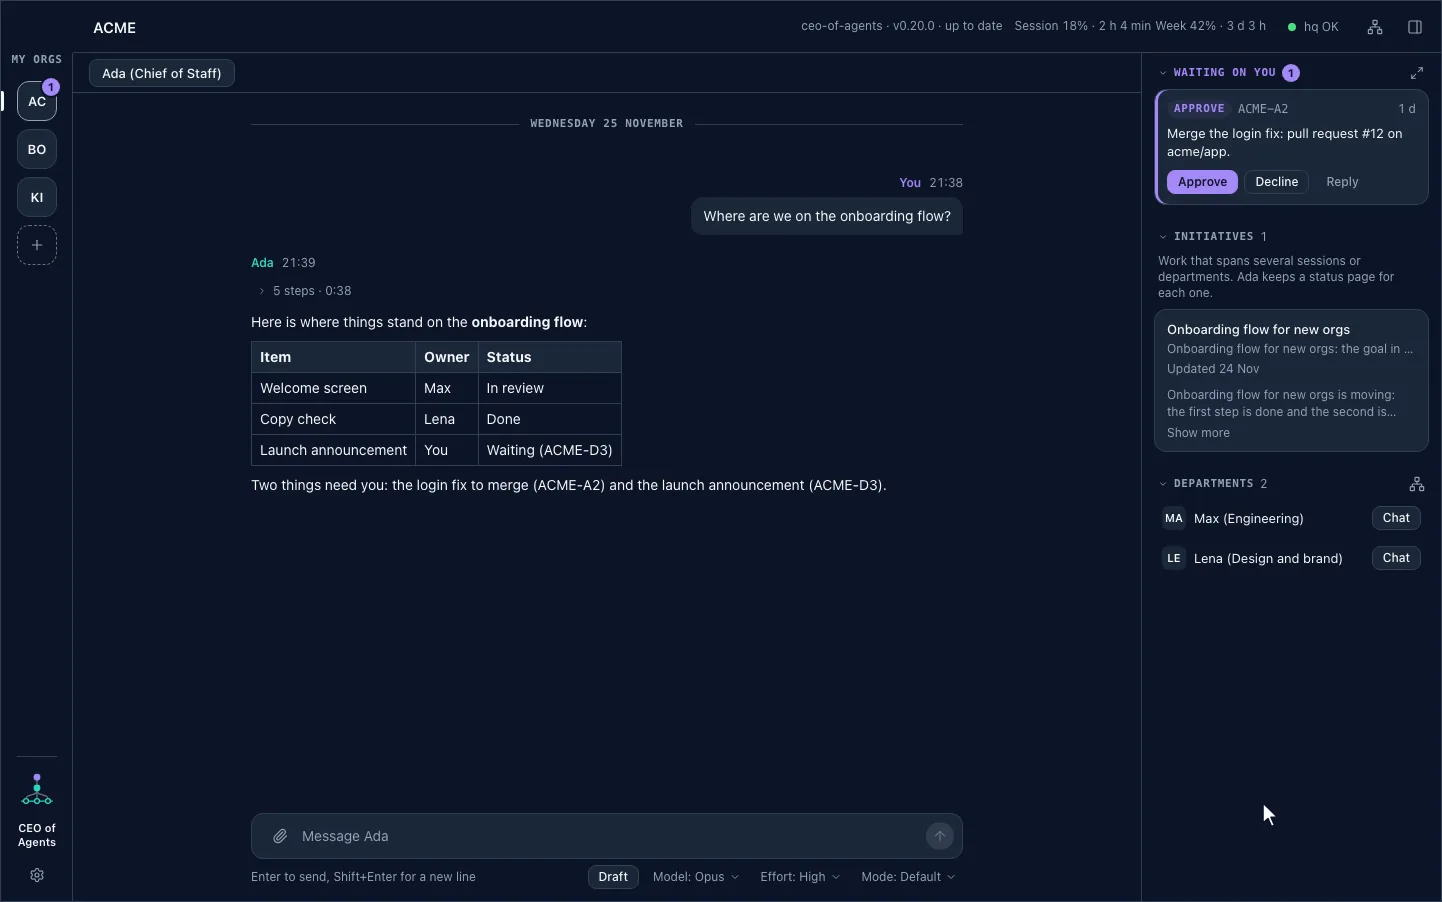 ACME
ceo-of-agents · v0.20.0 · up to date Session 18% · 2 h 4 min Week 42% · 3 d 3 h hq OK
MY ORGS
AC 1
BO
KI
+
CEO of
Agents
Ada (Chief of Staff)
WEDNESDAY 25 NOVEMBER
You 21:38
Where are we on the onboarding flow?
Ada 21:39
5 steps · 0:38
Here is where things stand on the onboarding flow:
Item Owner Status
Welcome screen Max In review
Copy check Lena Done
Launch announcement You Waiting (ACME-D3)
Two things need you: the login fix to merge (ACME-A2) and the launch announcement (ACME-D3).
Message Ada
Enter to send, Shift+Enter for a new line Draft Model: Opus Effort: High Mode: Default
WAITING ON YOU 1
APPROVE ACME-A2 1 d
Merge the login fix: pull request #12 on
acme/app.
Approve Decline Reply
INITIATIVES 1
Work that spans several sessions or
departments. Ada keeps a status page for
each one.
Onboarding flow for new orgs
Onboarding flow for new orgs: the goal in ...
Updated 24 Nov
Onboarding flow for new orgs is moving:
the first step is done and the second is...
Show more
DEPARTMENTS 2
MA Max (Engineering) Chat
LE Lena (Design and brand) Chat